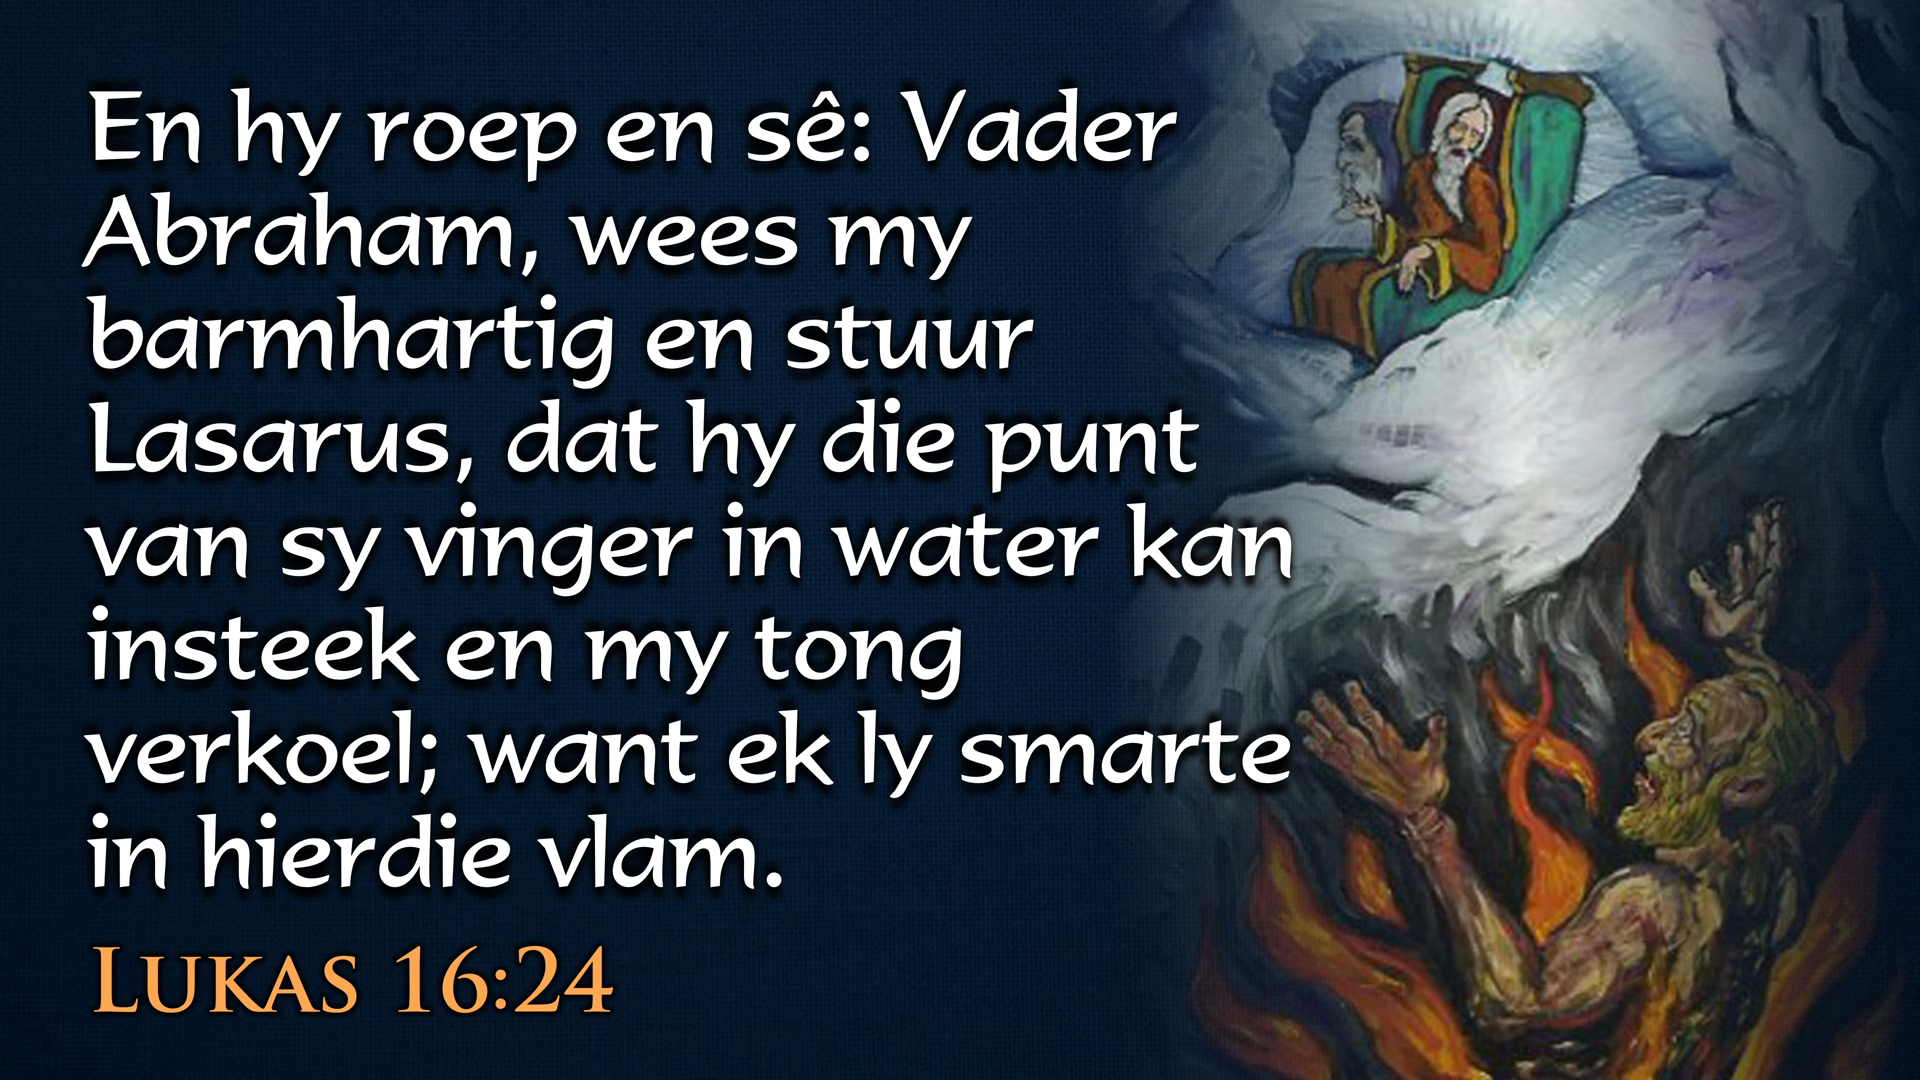 En hy roep en sê: Vader
Abraham, wees my
barmhartig en stuur
Lasarus, dat hy die punt
van sy vinger in water kan
insteek en my tong
verkoel; want ek ly smarte
in hierdie vlam.
Lukas 16:24